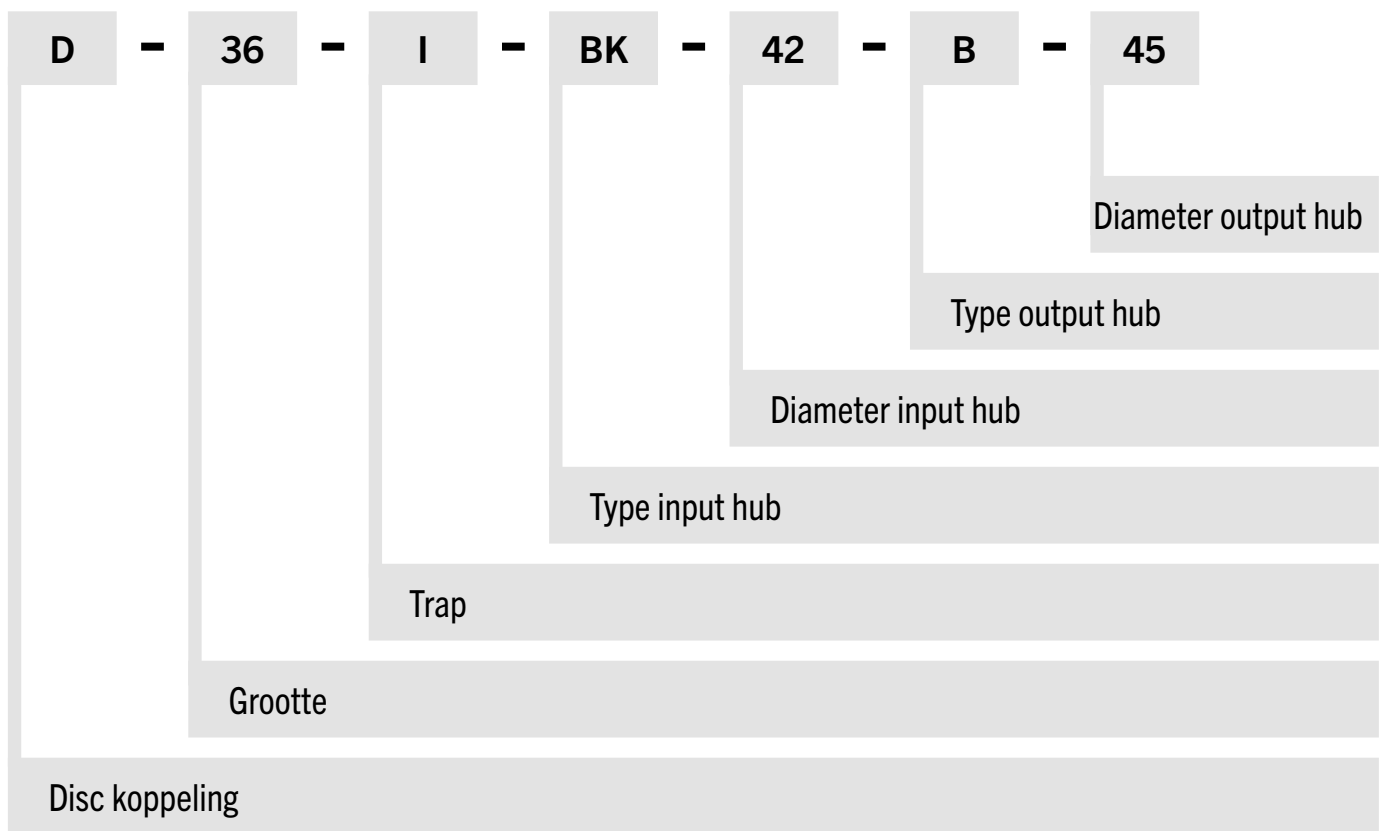 D - 36 - I - BK - 42 - B - 45
Diameter output hub
Type output hub
Diameter input hub
Type input hub
Trap
Grootte
Disc koppeling